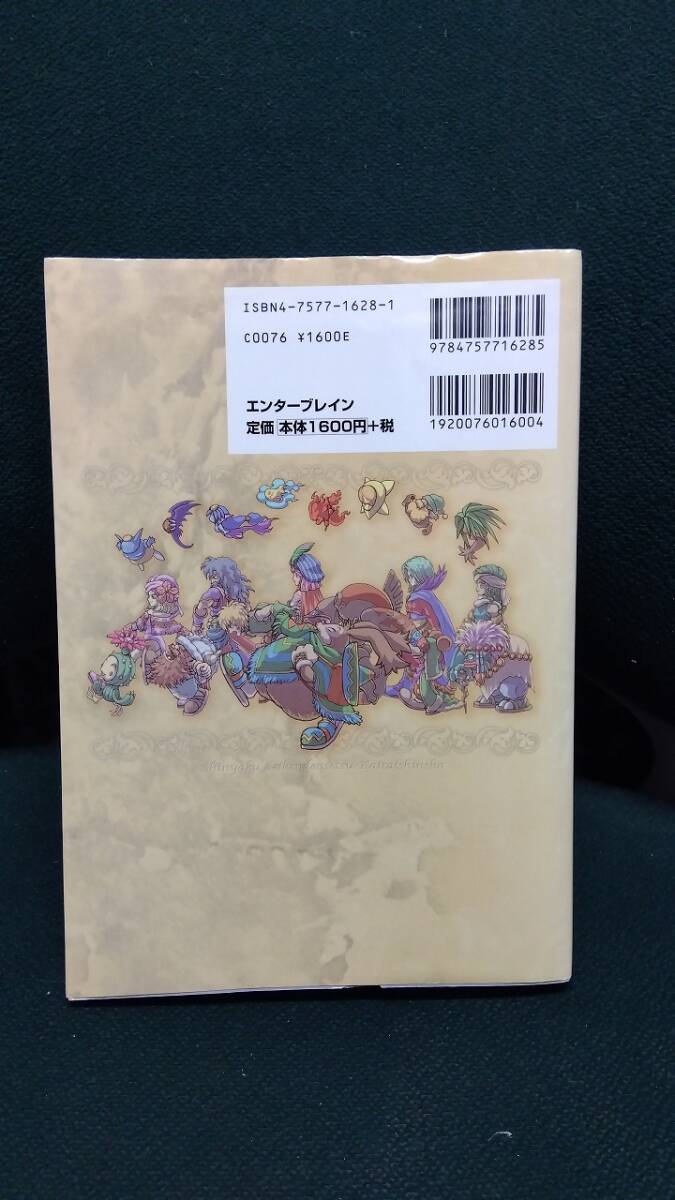 ISBN4-7577-1628-1
C0076 ¥1600E
エンターブレイン
定価 本体1600円+税
9784757716285
1920076016004